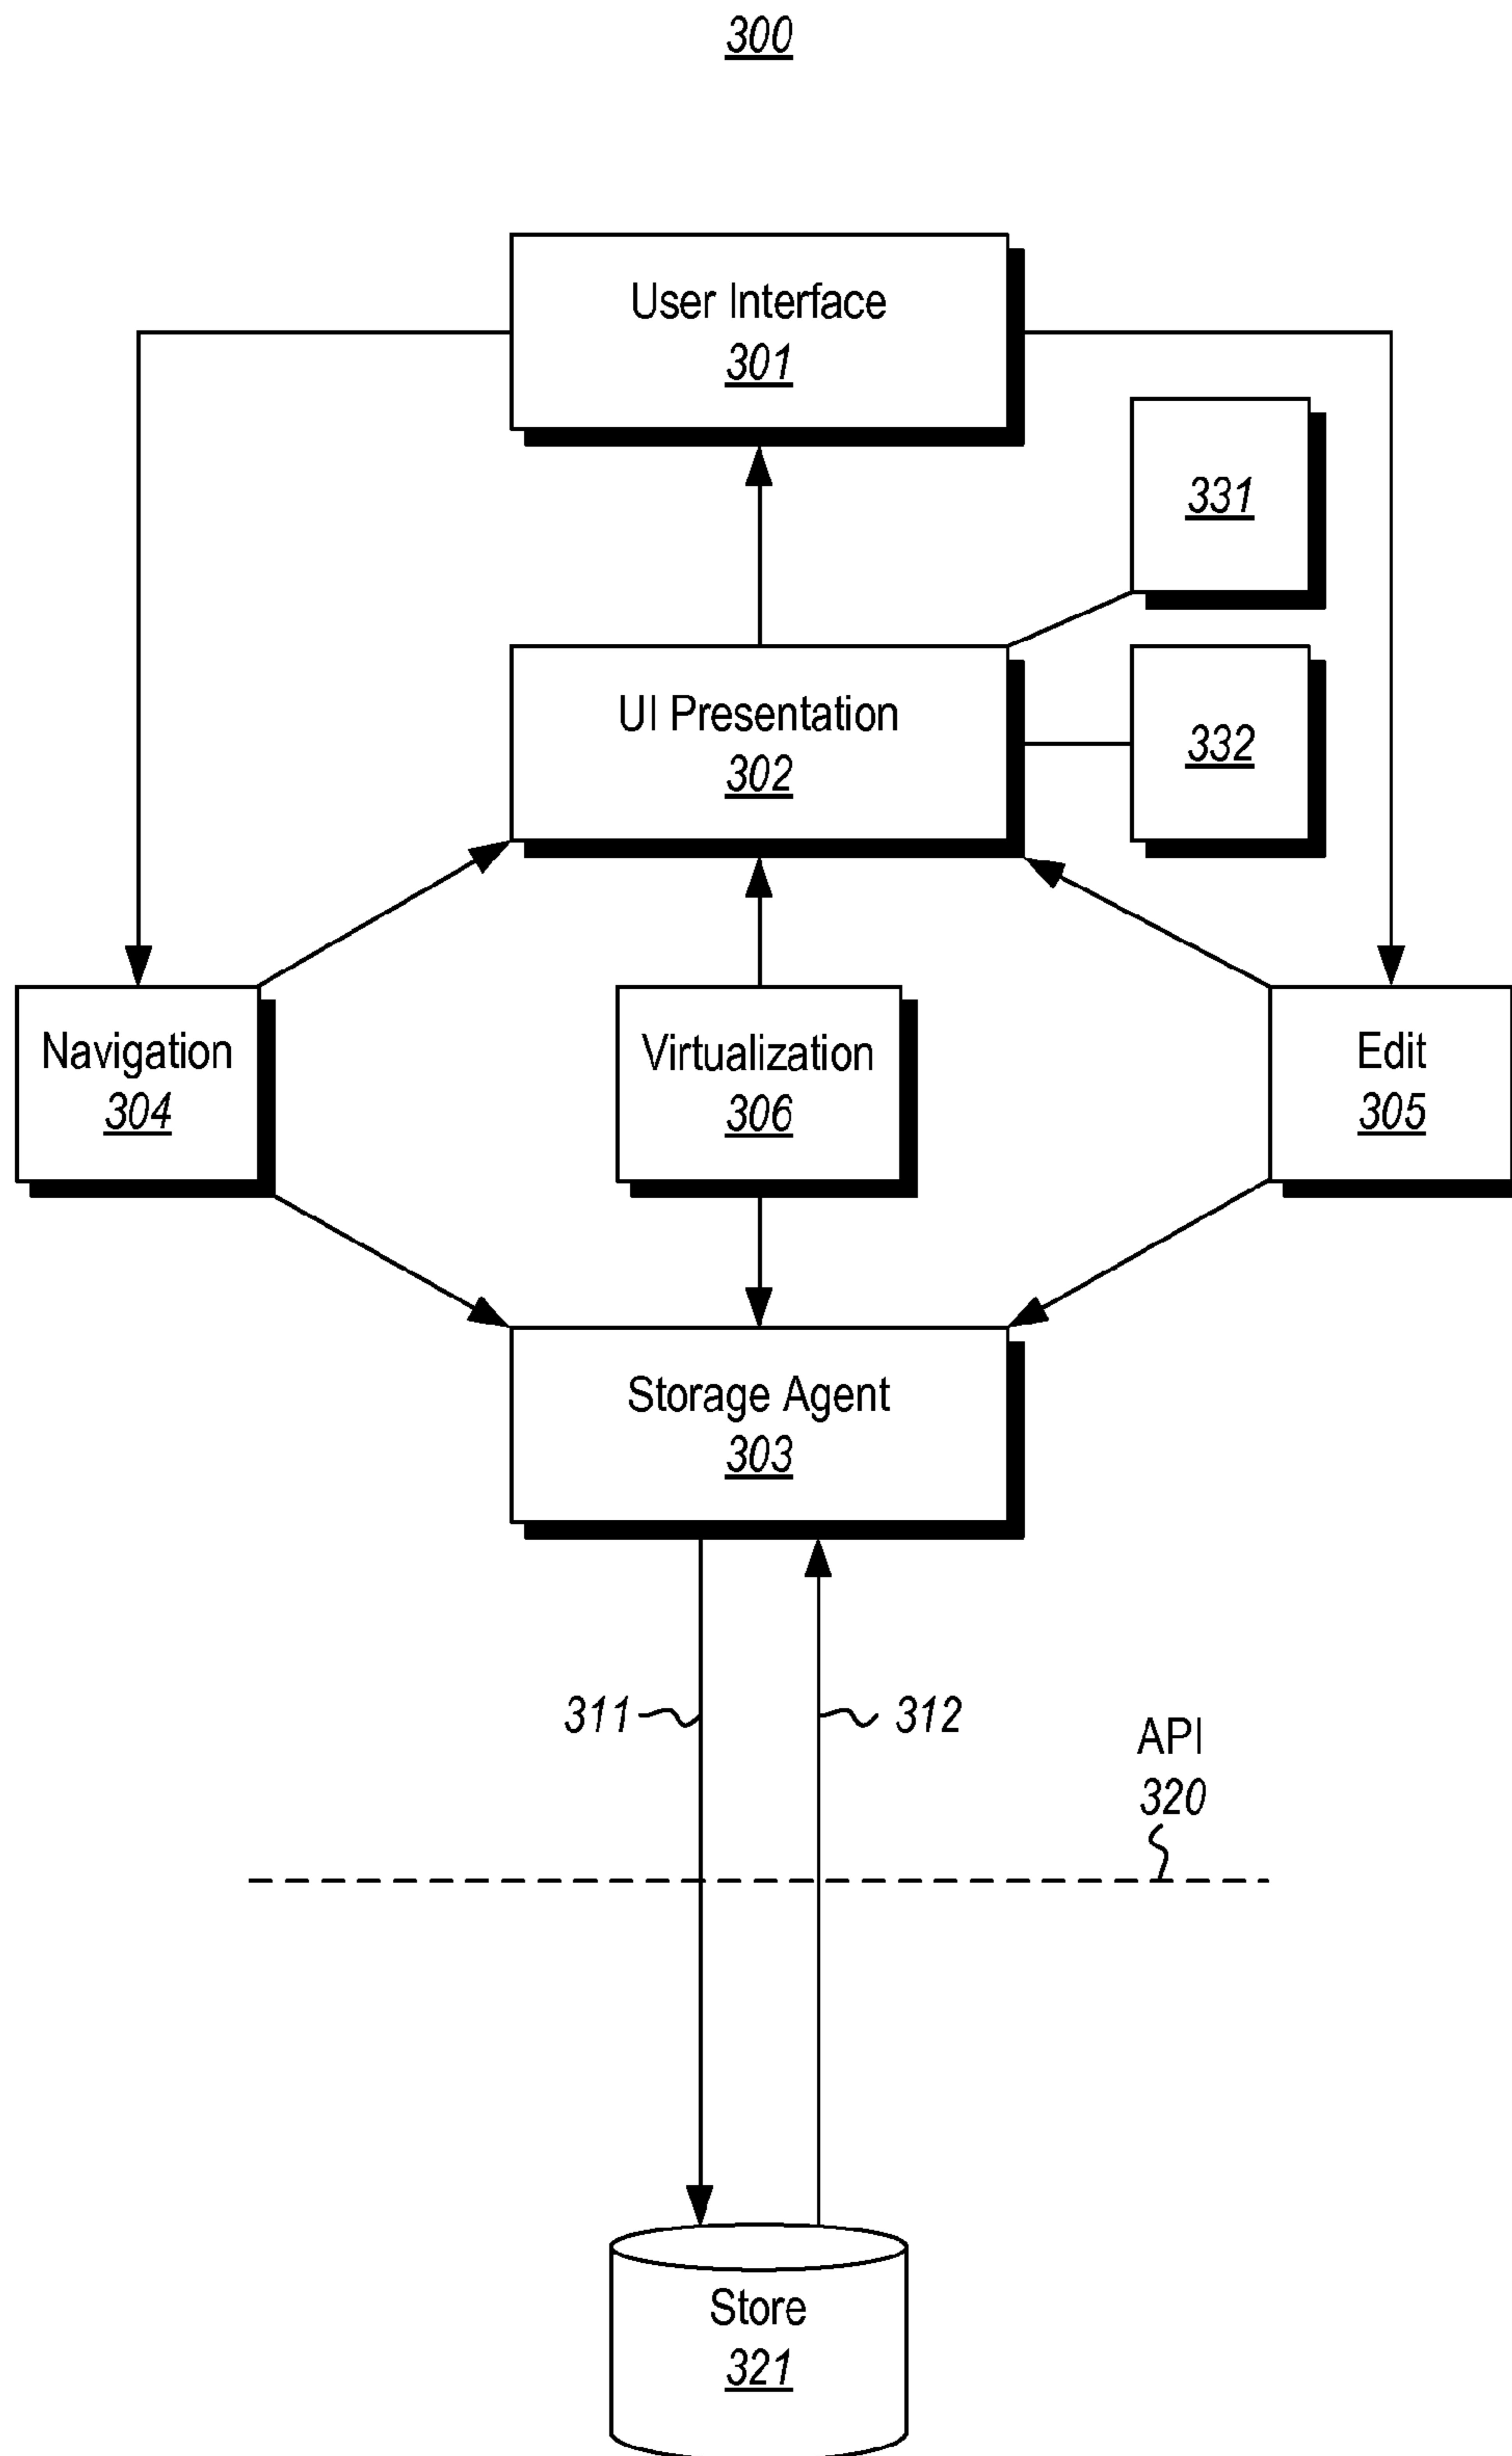 300
User Interface
301
331
UI Presentation
302
332
Navigation
304
Virtualization
306
Edit
305
Storage Agent
303
311
312
API
320
Store
321